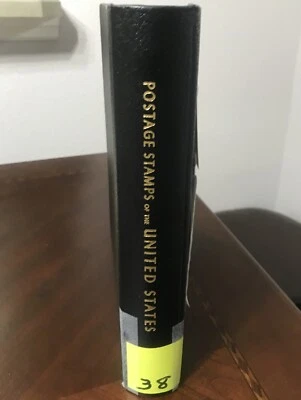 POSTAGE STAMPS OF THE UNITED STATES
38